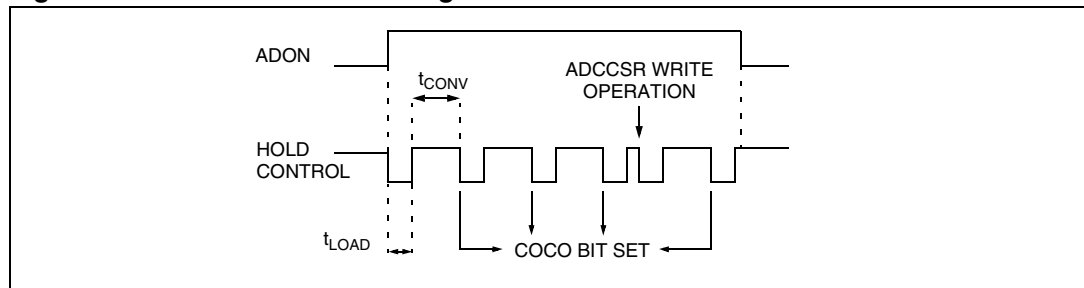 ADON
ADCCSR WRITE
OPERATION
tCONV
HOLD
CONTROL
tLOAD
COCO BIT SET